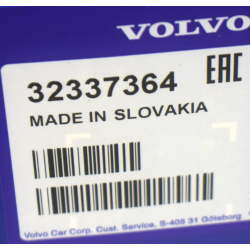 VOLVO
32337364
EAC
MADE IN SLOVAKIA
Volvo Car Corp. Cust. Service, S-405 31 Göteborg